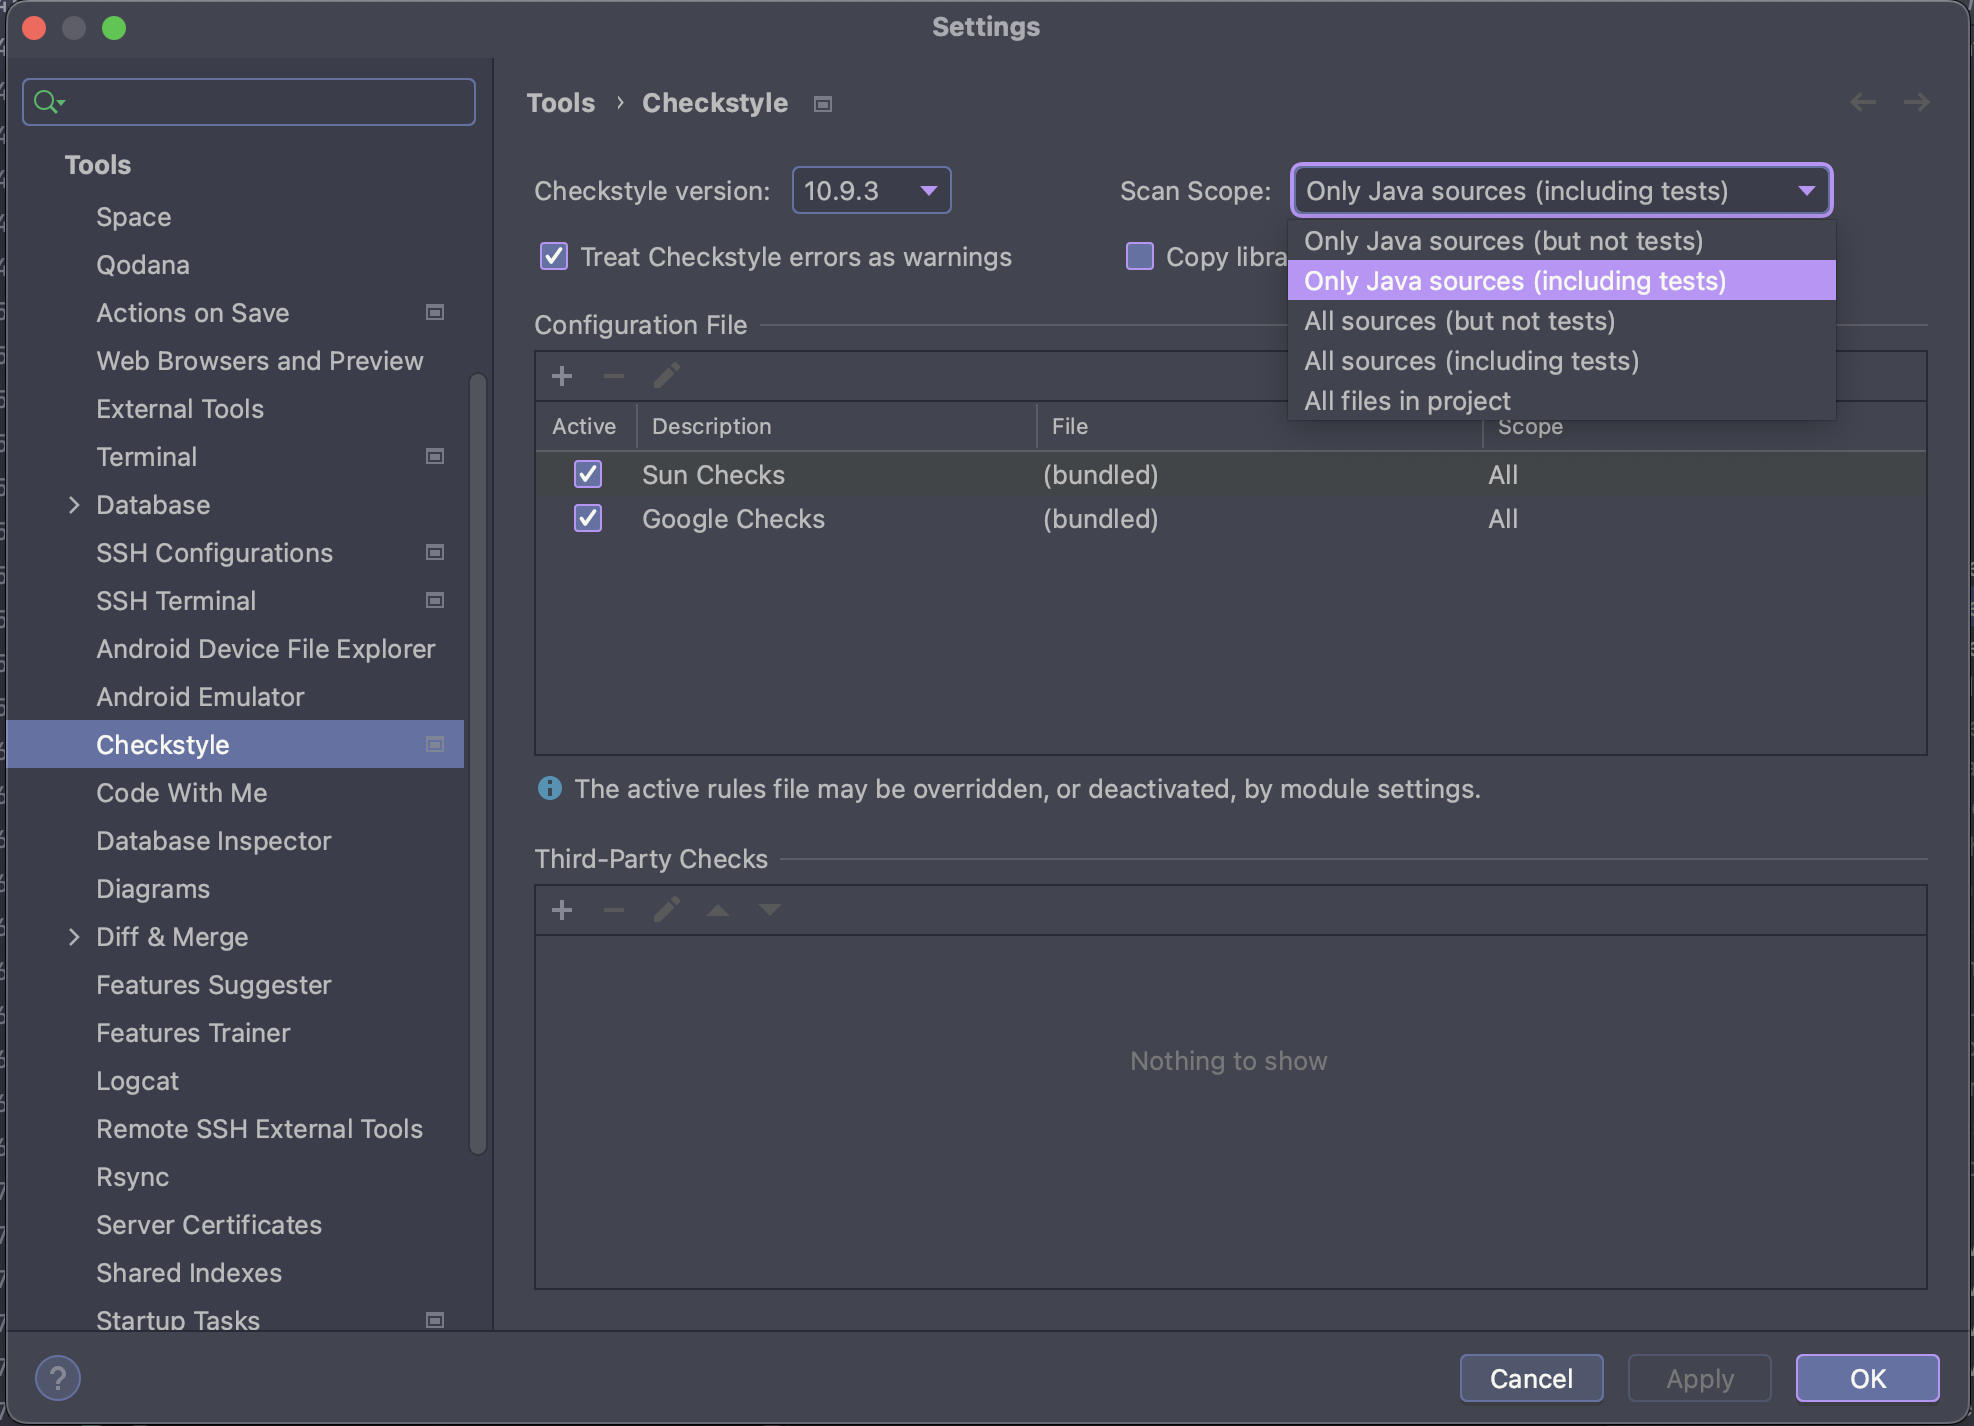 Settings
Tools
Space
Qodana
Actions on Save
Web Browsers and Preview
External Tools
Terminal
Database
SSH Configurations
SSH Terminal
Android Device File Explorer
Android Emulator
Checkstyle
Code With Me
Database Inspector
Diagrams
Diff & Merge
Features Suggester
Features Trainer
Logcat
Remote SSH External Tools
Rsync
Server Certificates
Shared Indexes
Startup Tasks
Tools › Checkstyle
Checkstyle version: 10.9.3
Scan Scope: Only Java sources (including tests)
Only Java sources (but not tests)
Only Java sources (including tests)
All sources (but not tests)
All sources (including tests)
All files in project
Treat Checkstyle errors as warnings
Copy libra
Configuration File
Active Description File Scope
Sun Checks (bundled) All
Google Checks (bundled) All
The active rules file may be overridden, or deactivated, by module settings.
Third-Party Checks
Nothing to show
?
Cancel
Apply
OK